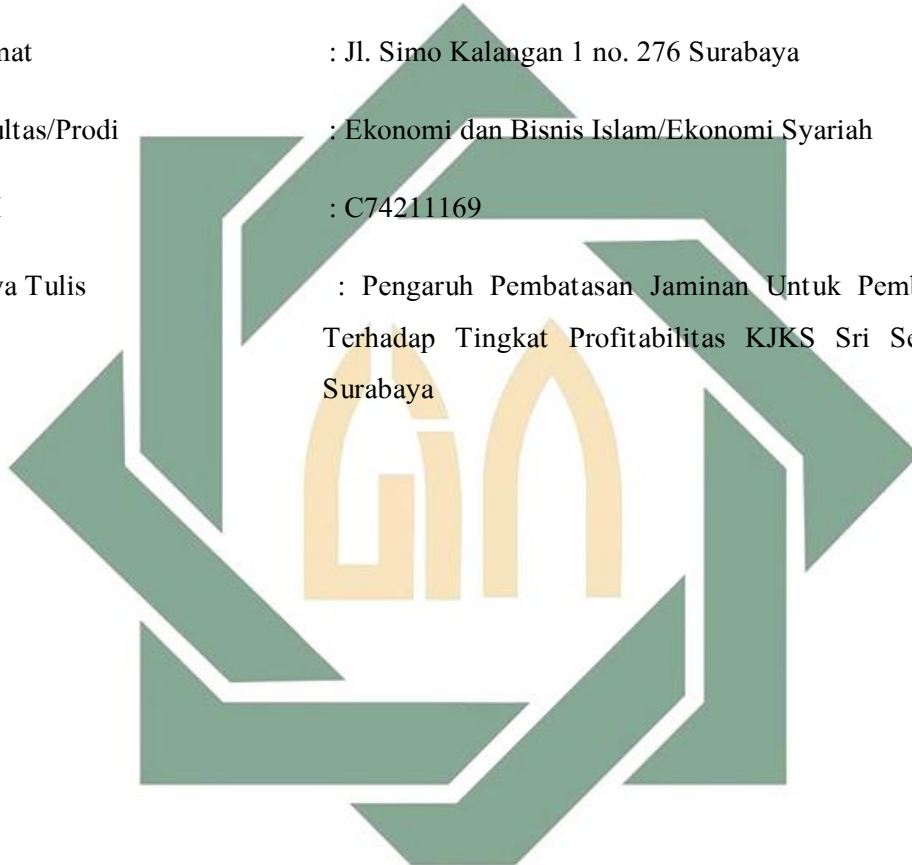 : Jl. Simo Kalangan 1 no. 276 Surabaya
: Ekonomi dan Bisnis Islam/Ekonomi Syariah
: C74211169
Tulis : Pengaruh Pembatasan Jaminan Untuk
Terhadap Tingkat Profitabilitas KJKS Sri
Surabaya